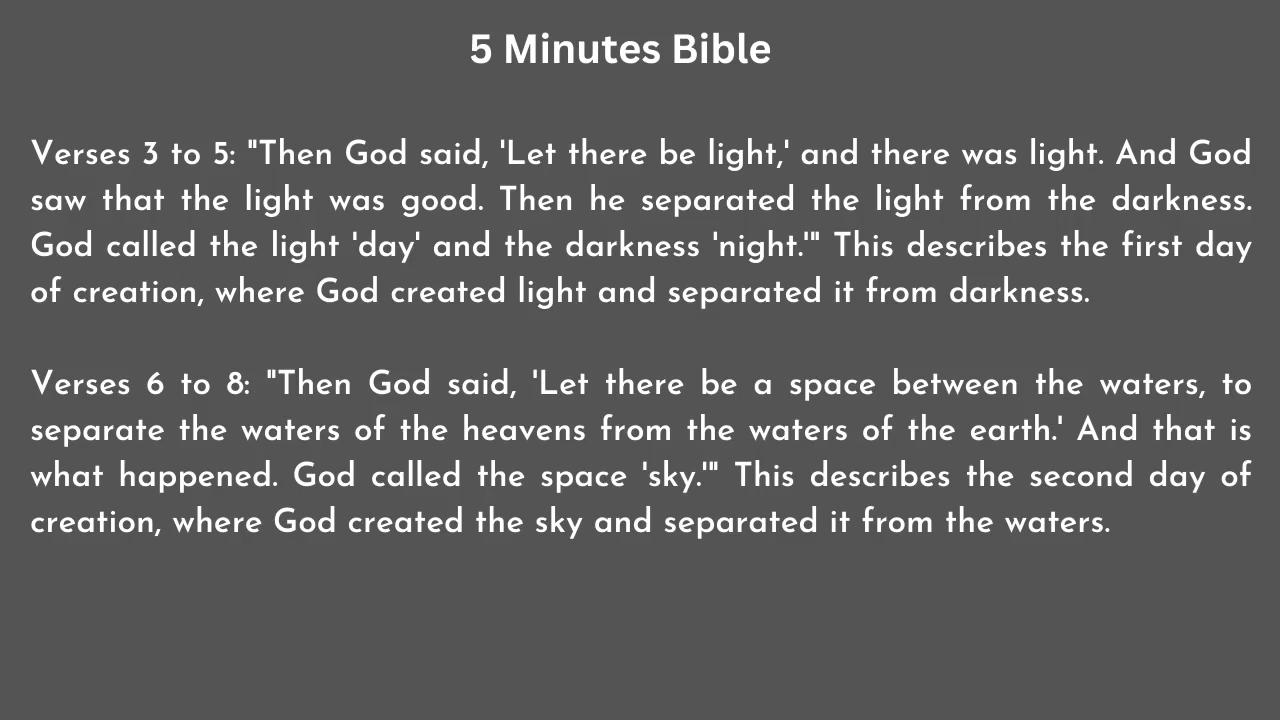 5 Minutes Bible
Verses 3 to 5: "Then God said, 'Let there be light,' and there was light. And God
saw that the light was good. Then he separated the light from the darkness.
God called the light 'day' and the darkness 'night.'" This describes the first day
of creation, where God created light and separated it from darkness.
Verses 6 to 8: "Then God said, 'Let there be a space between the waters, to
separate the waters of the heavens from the waters of the earth.' And that is
what happened. God called the space 'sky.'" This describes the second day of
creation, where God created the sky and separated it from the waters.